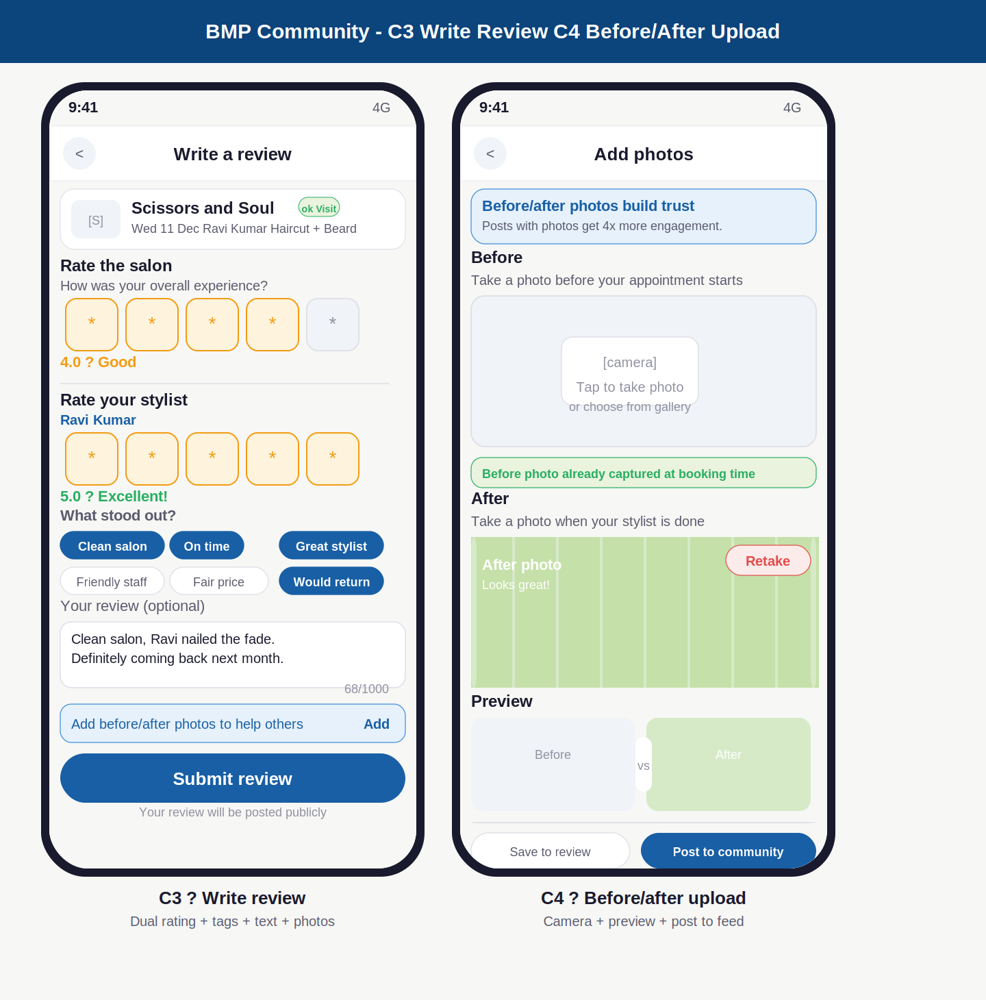 BMP Community - C3 Write Review C4 Before/After Upload
9:41
4G
<
Write a review
[S]
Scissors and Soul
ok Visit
Wed 11 Dec Ravi Kumar Haircut + Beard
Rate the salon
How was your overall experience?
* * * * *
4.0 ? Good
Rate your stylist
Ravi Kumar
* * * * *
5.0 ? Excellent!
What stood out?
Clean salon On time Great stylist
Friendly staff Fair price Would return
Your review (optional)
Clean salon, Ravi nailed the fade.
Definitely coming back next month.
68/1000
Add before/after photos to help others Add
Submit review
Your review will be posted publicly
C3 ? Write review
Dual rating + tags + text + photos
9:41
4G
<
Add photos
Before/after photos build trust
Posts with photos get 4x more engagement.
Before
Take a photo before your appointment starts
[camera]
Tap to take photo
or choose from gallery
Before photo already captured at booking time
After
Take a photo when your stylist is done
After photo
Retake
Looks great!
Preview
Before vs After
Save to review Post to community
C4 ? Before/after upload
Camera + preview + post to feed